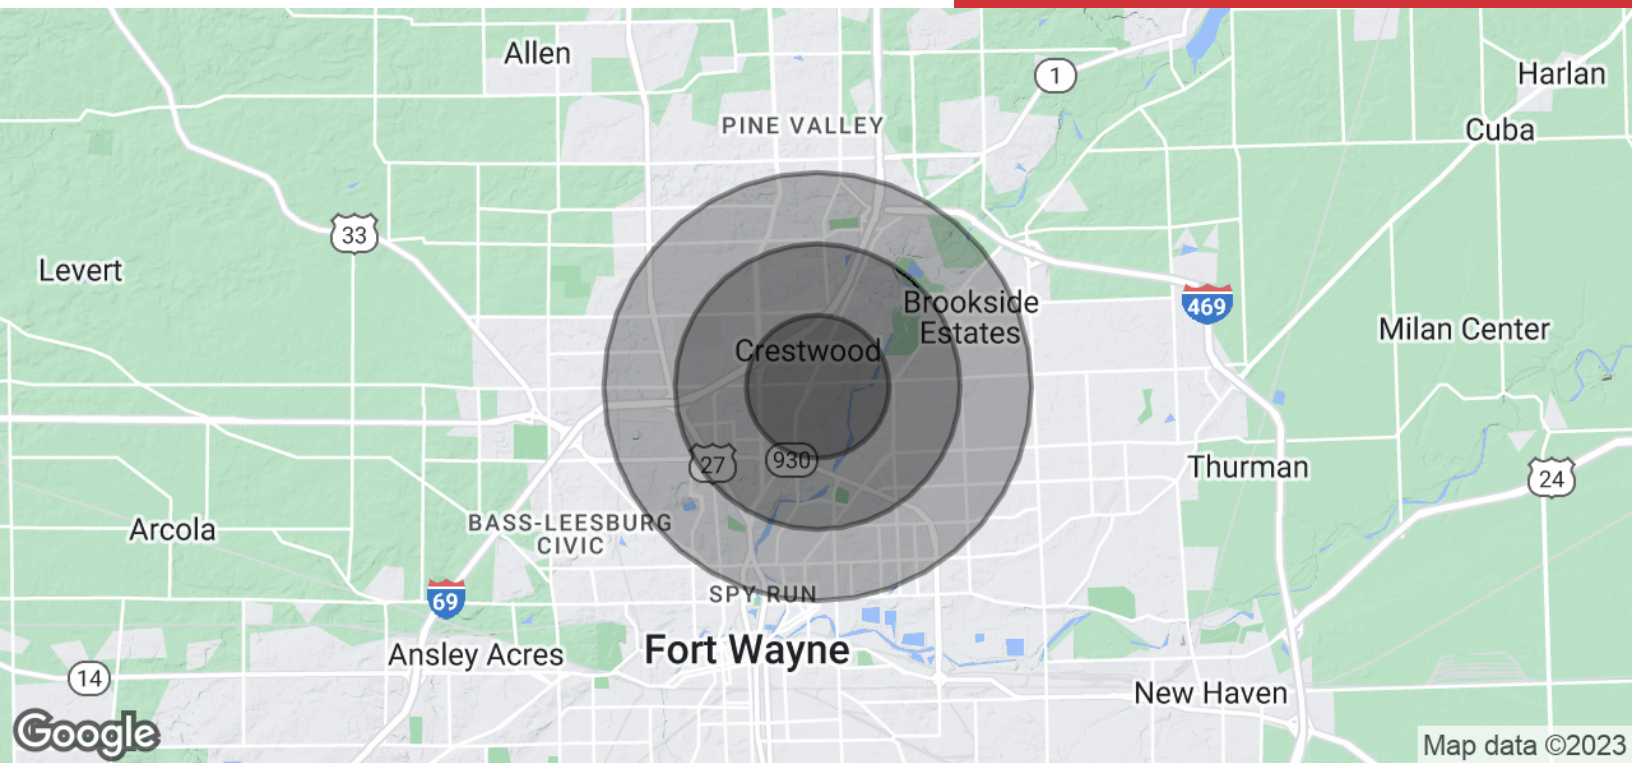 Allen
1
Harlan
PINE VALLEY
Cuba
33
Levert
Brookside
Estates
469
Milan Center
Crestwood
27
930
Thurman
24
Arcola
BASS-LEESBURG
CIVIC
69
SPY RUN
Fort Wayne
Ansley Acres
14
New Haven
Google
Map data ©2023